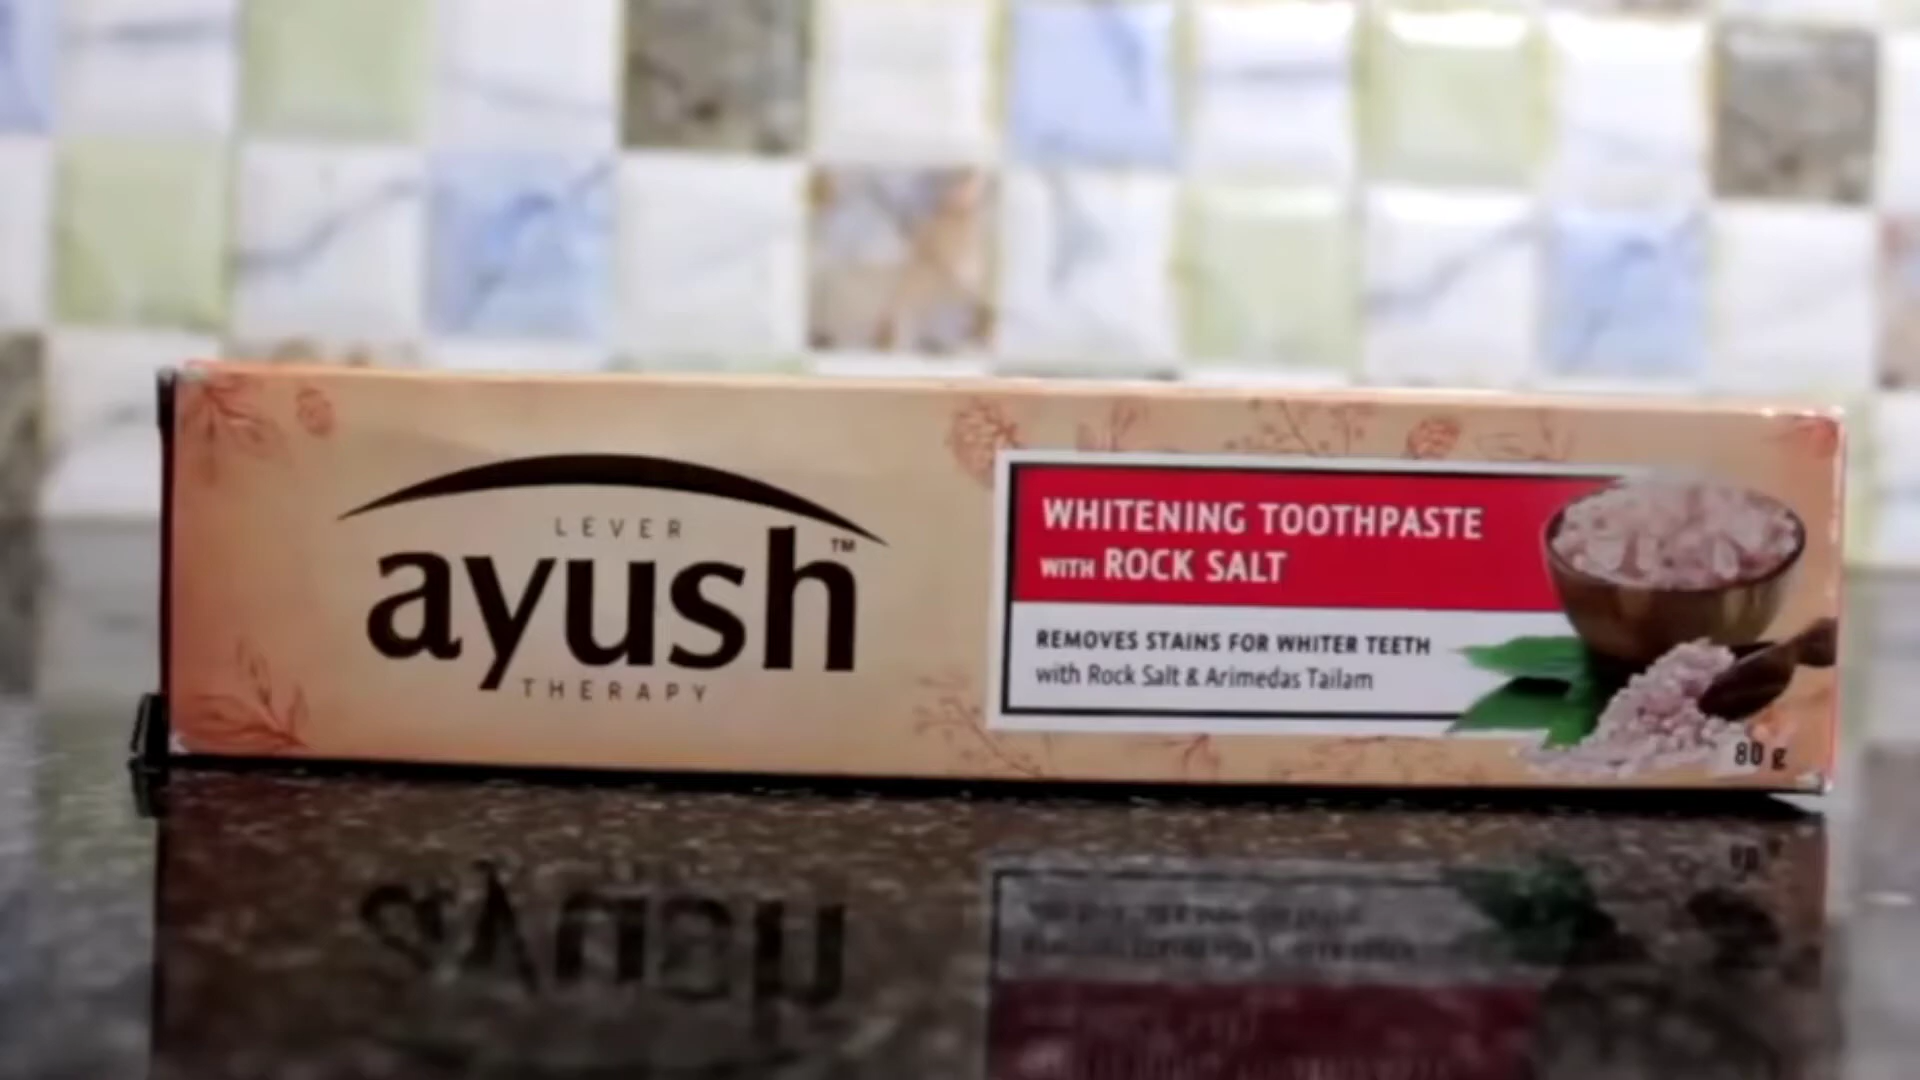 LEVER
ayush™
THERAPY
WHITENING TOOTHPASTE
WITH ROCK SALT
REMOVES STAINS FOR WHITER TEETH
with Rock Salt & Arimedas Tailam
80 g